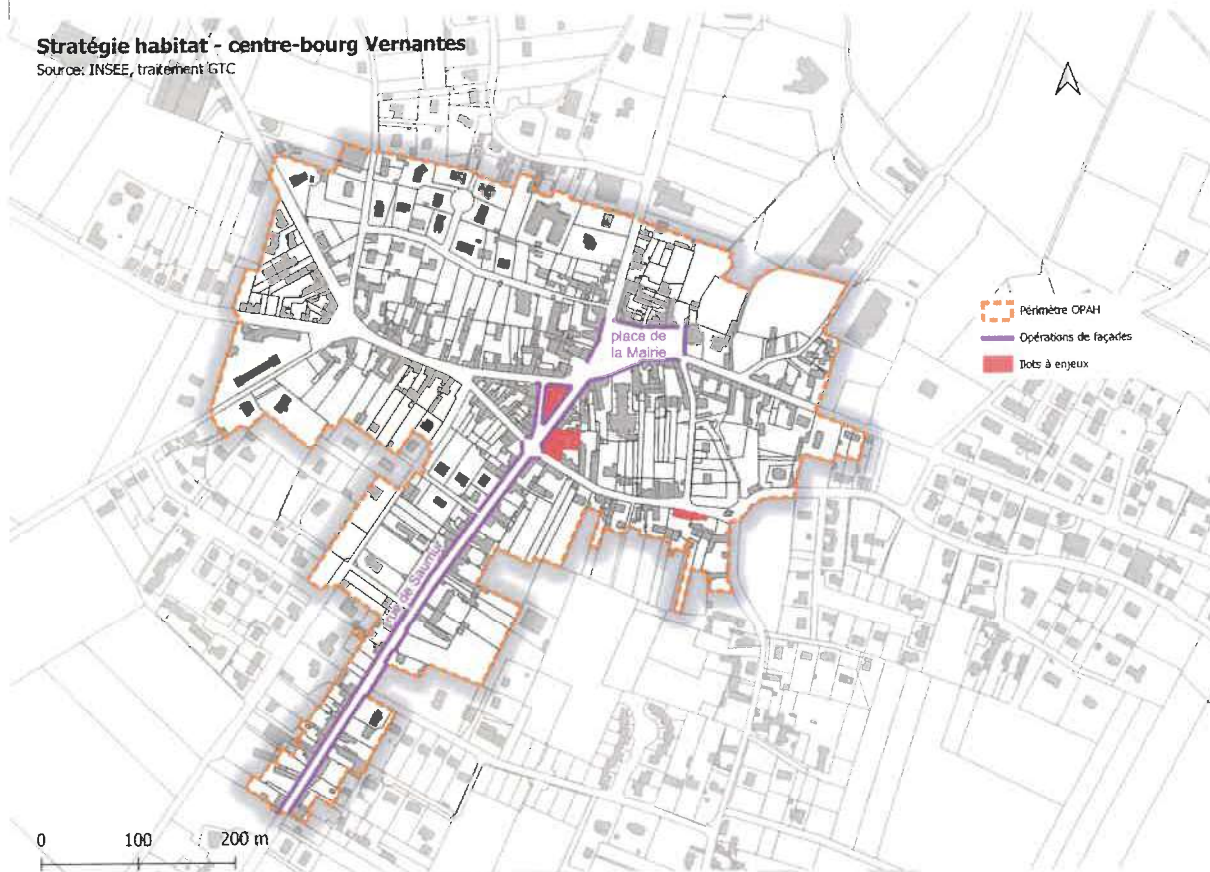 Stratégie habitat - centre-bourg Vernantes
Source: INSEE, traitement GTC
place de
la Mairie
Périmètre OPAH
Opérations de façades
Ilots à enjeux
rue de Saumur
0 100 200 m